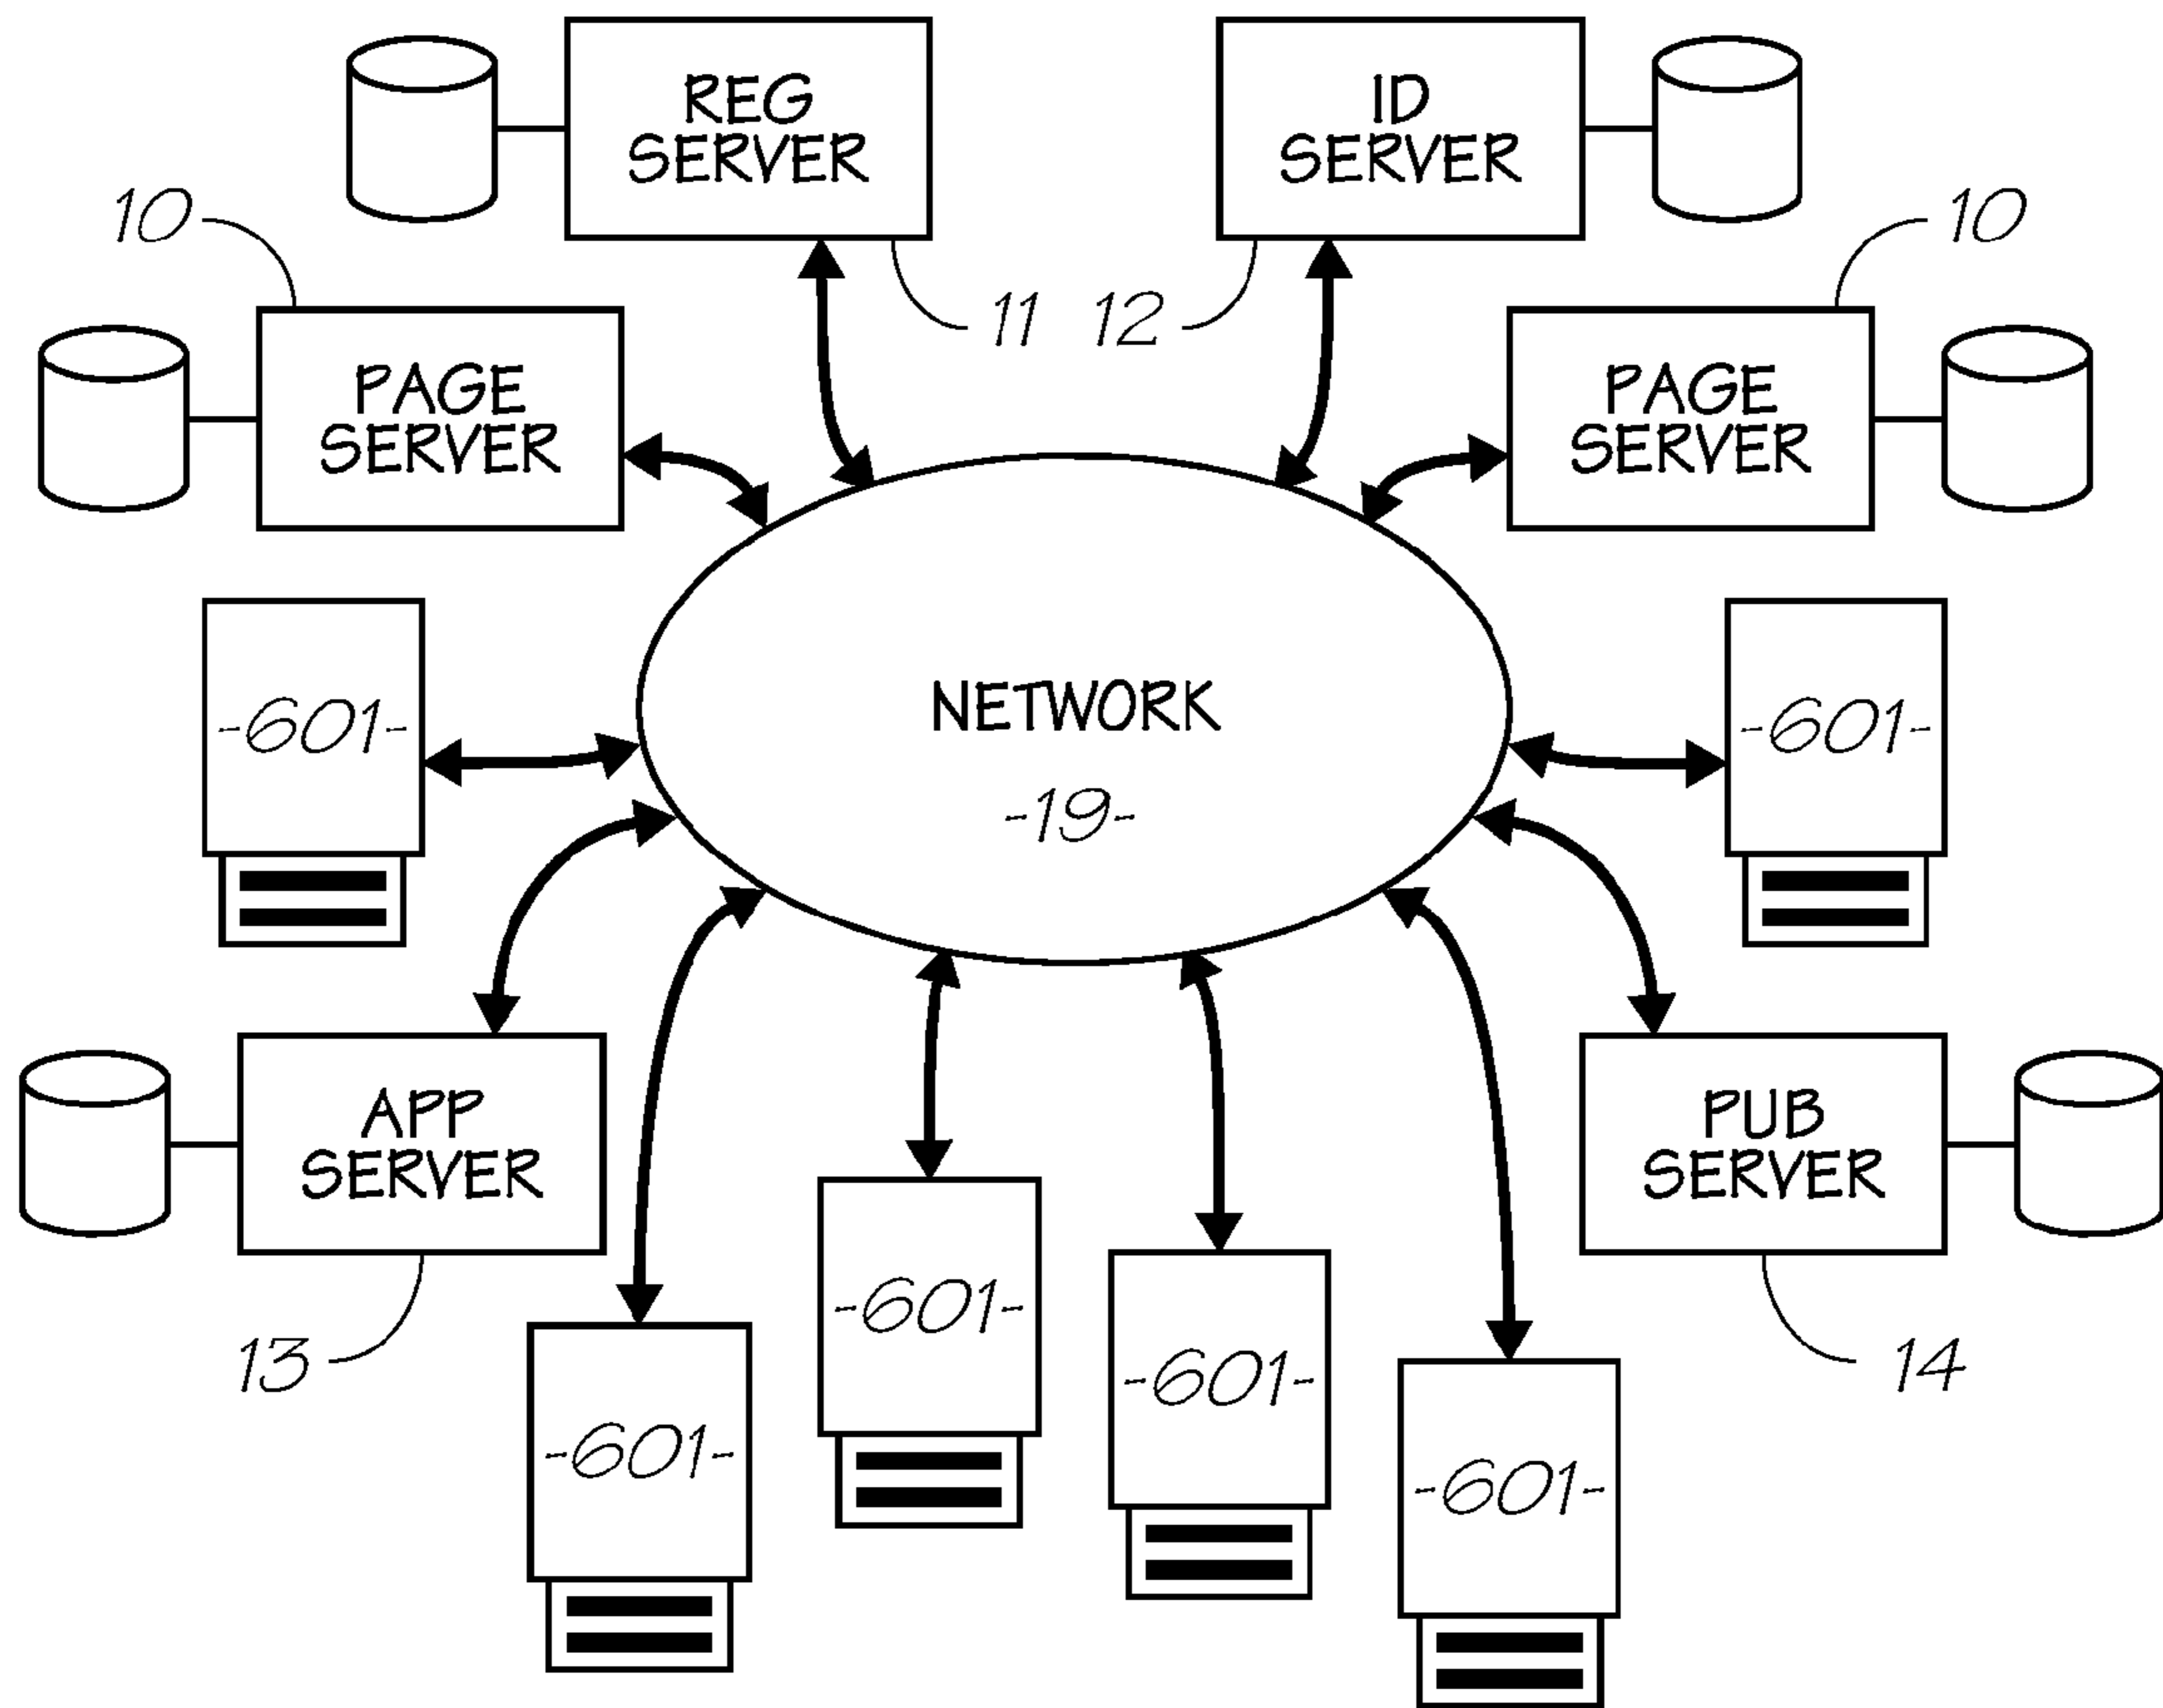 REG
SERVER
ID
SERVER
10
10
11
12
PAGE
SERVER
PAGE
SERVER
-601-
NETWORK
-19-
-601-
APP
SERVER
PUB
SERVER
13
-601-
-601-
-601-
-601-
14